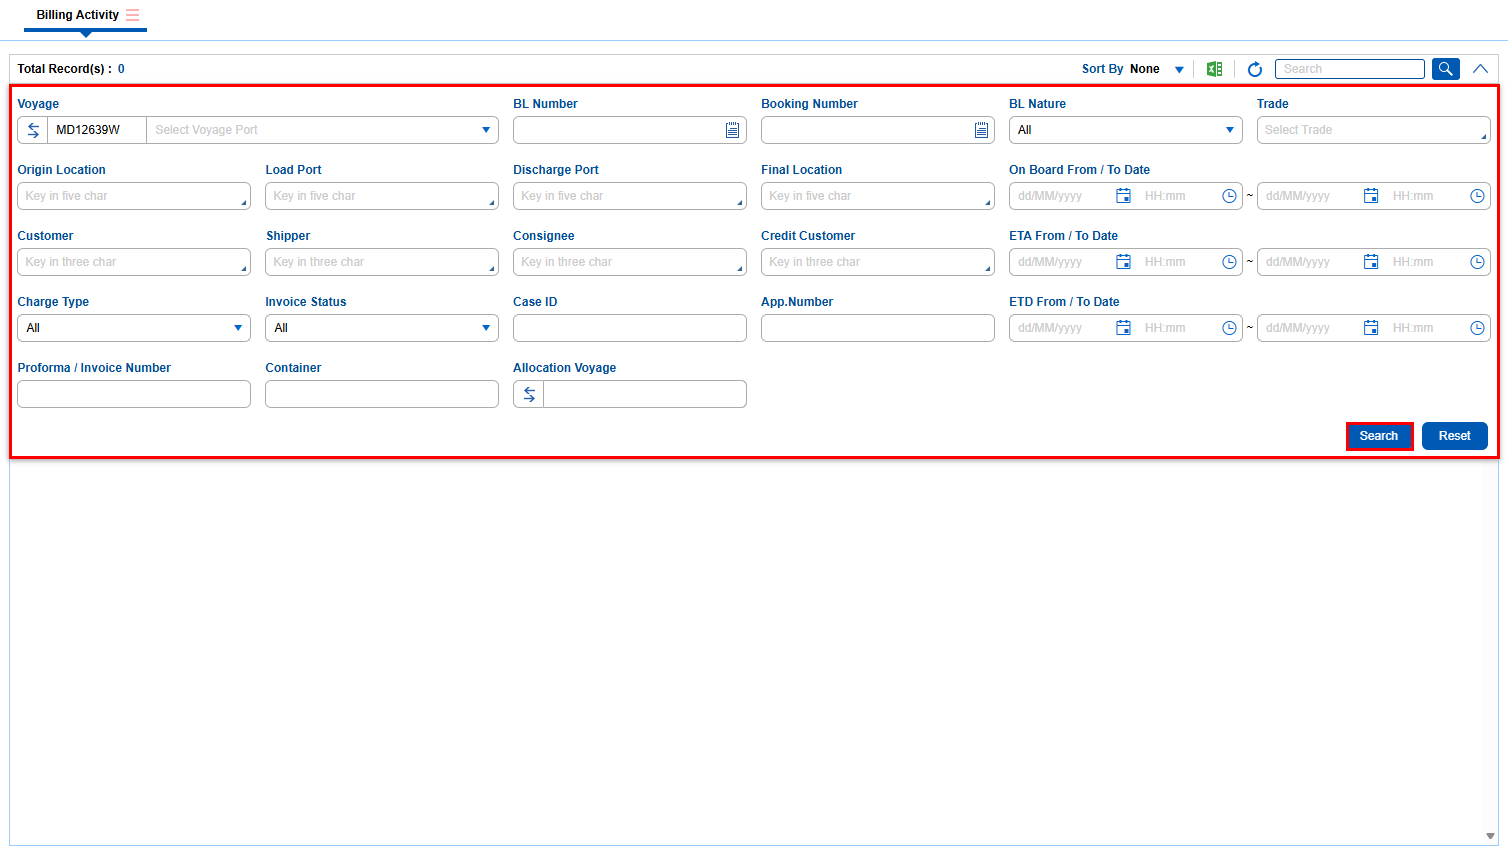 Billing Activity
Total Record(s) : 0
Sort By None
Search
Voyage
BL Number
Booking Number
BL Nature
Trade
MD12639W
Select Voyage Port
All
Select Trade
Origin Location
Load Port
Discharge Port
Final Location
On Board From / To Date
Key in five char
Key in five char
Key in five char
Key in five char
dd/MM/yyyy HH:mm ~ dd/MM/yyyy HH:mm
Customer
Shipper
Consignee
Credit Customer
ETA From / To Date
Key in three char
Key in three char
Key in three char
Key in three char
dd/MM/yyyy HH:mm ~ dd/MM/yyyy HH:mm
Charge Type
Invoice Status
Case ID
App.Number
ETD From / To Date
All
All
dd/MM/yyyy HH:mm ~ dd/MM/yyyy HH:mm
Proforma / Invoice Number
Container
Allocation Voyage
Search
Reset